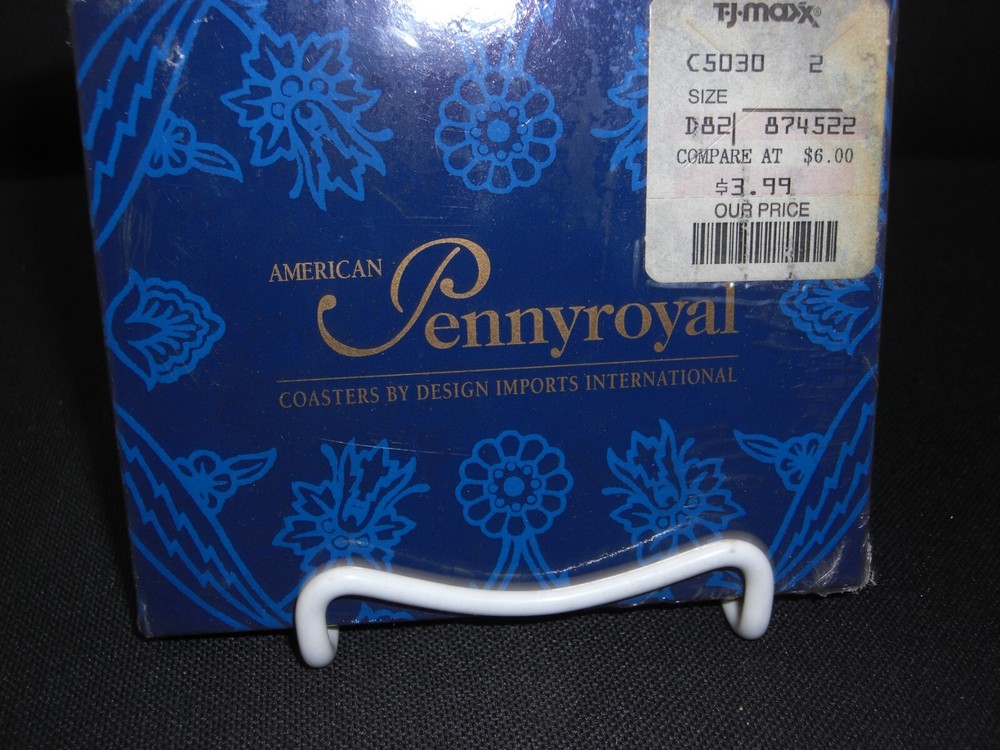 T·J·maxx®
C5030 2
SIZE
D82 874522
COMPARE AT $6.00
$3.99
OUR PRICE
AMERICAN
Pennyroyal
COASTERS BY DESIGN IMPORTS INTERNATIONAL